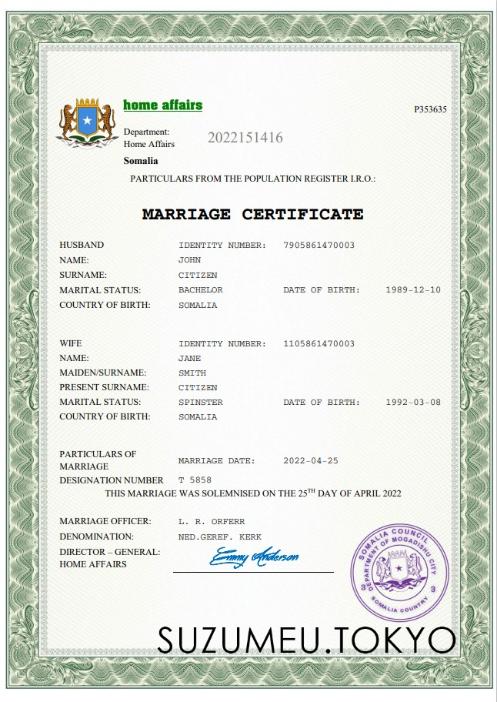 home affairs
P353635
Department:
Home Affairs
2022151416
Somalia
PARTICULARS FROM THE POPULATION REGISTER I.R.O.:
MARRIAGE CERTIFICATE
HUSBAND IDENTITY NUMBER: 7905861470003
NAME: JOHN
SURNAME: CITIZEN
MARITAL STATUS: BACHELOR DATE OF BIRTH: 1989-12-10
COUNTRY OF BIRTH: SOMALIA
WIFE IDENTITY NUMBER: 1105861470003
NAME: JANE
MAIDEN/SURNAME: SMITH
PRESENT SURNAME: CITIZEN
MARITAL STATUS: SPINSTER DATE OF BIRTH: 1992-03-08
COUNTRY OF BIRTH: SOMALIA
PARTICULARS OF
MARRIAGE MARRIAGE DATE: 2022-04-25
DESIGNATION NUMBER T 5858
THIS MARRIAGE WAS SOLEMNISED ON THE 25TH DAY OF APRIL 2022
MARRIAGE OFFICER: L. R. ORFERR
DENOMINATION: NED.GEREF. KERK
DIRECTOR – GENERAL:
HOME AFFAIRS
Emmy Anderson
SOMALIA COUNCIL
DEPARTMENT OF MOGADISHU CITY
SOMALIA COUNTRY
SUZUMEU.TOKYO